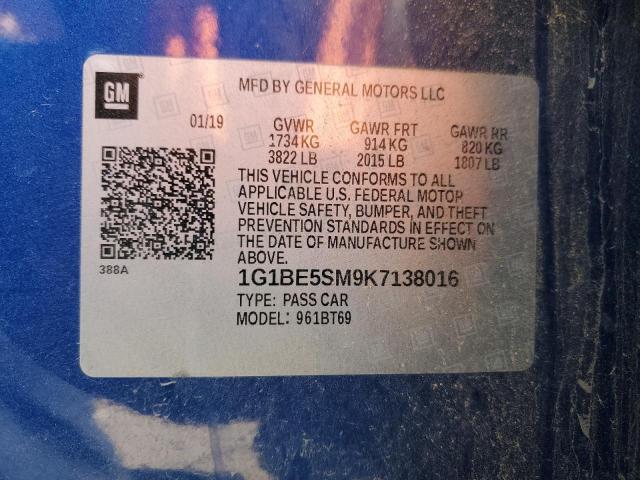 GM
MFD BY GENERAL MOTORS LLC
01/19 GVWR GAWR FRT GAWR RR
1734 KG 914 KG 820 KG
3822 LB 2015 LB 1807 LB
THIS VEHICLE CONFORMS TO ALL
APPLICABLE U.S. FEDERAL MOTOR
VEHICLE SAFETY, BUMPER, AND THEFT
PREVENTION STANDARDS IN EFFECT ON
THE DATE OF MANUFACTURE SHOWN
ABOVE.
388A
1G1BE5SM9K7138016
TYPE: PASS CAR
MODEL: 961BT69